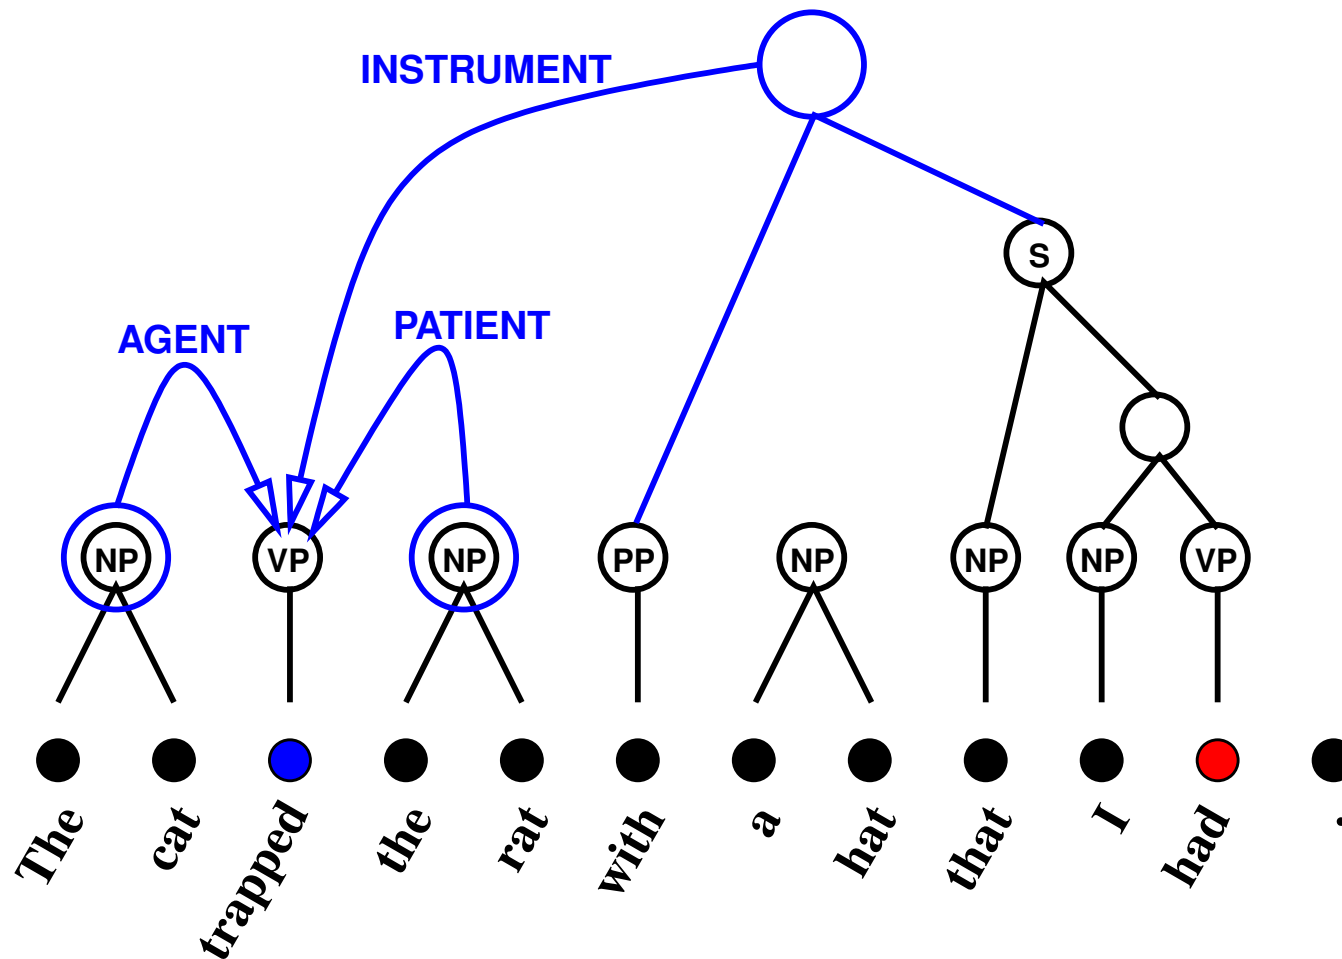 INSTRUMENT
S
AGENT
PATIENT
NP VP NP PP NP NP NP VP
The cat trapped the rat with a hat that I had .